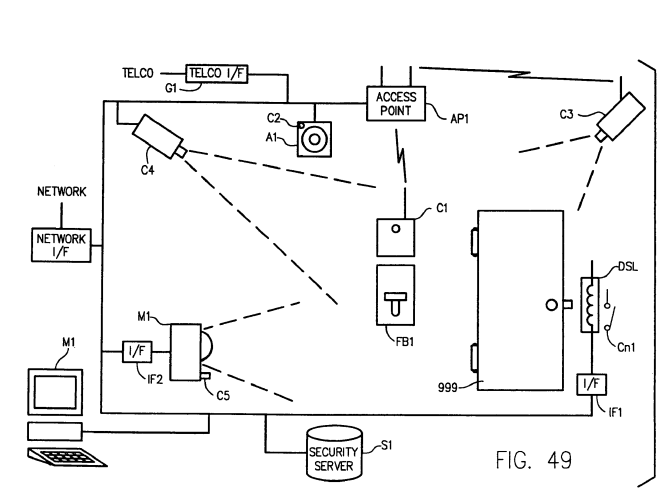 TELCO
TELCO I/F
G1
C2
A1
ACCESS
POINT
AP1
C3
C4
NETWORK
NETWORK
I/F
C1
DSL
M1
FB1
Cn1
M1
I/F
IF2
C5
999
I/F
IF1
SECURITY
SERVER
S1
FIG. 49